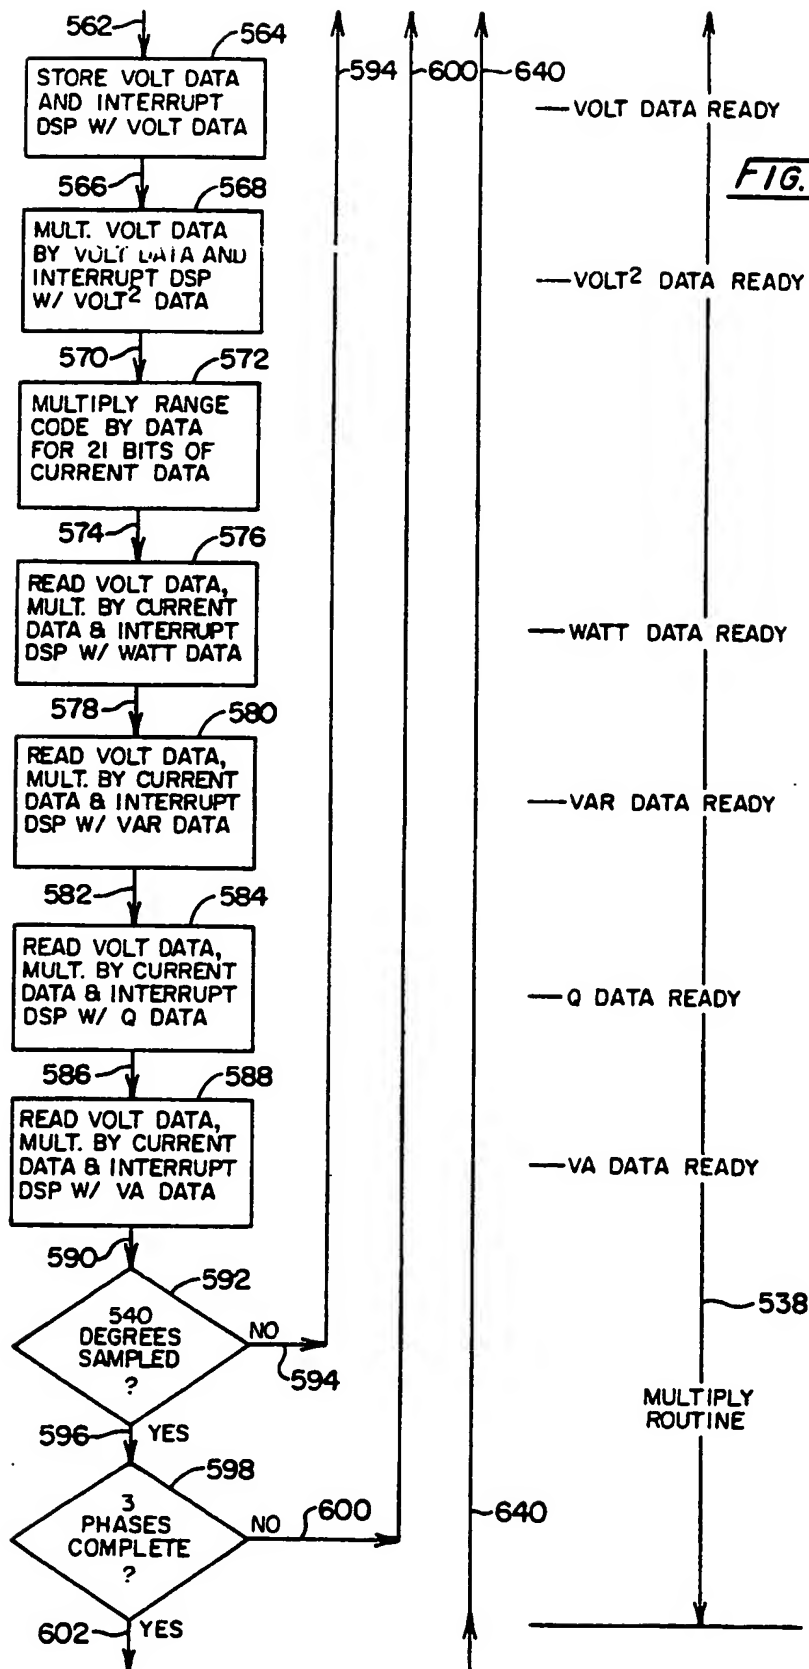 562
564
594
600
640
STORE VOLT DATA
AND INTERRUPT
DSP W/ VOLT DATA
VOLT DATA READY
566
568
FIG.
MULT. VOLT DATA
BY VOLT DATA AND
INTERRUPT DSP
W/ VOLT² DATA
VOLT² DATA READY
570
572
MULTIPLY RANGE
CODE BY DATA
FOR 21 BITS OF
CURRENT DATA
574
576
READ VOLT DATA,
MULT. BY CURRENT
DATA & INTERRUPT
DSP W/ WATT DATA
WATT DATA READY
578
580
READ VOLT DATA,
MULT. BY CURRENT
DATA & INTERRUPT
DSP W/ VAR DATA
VAR DATA READY
582
584
READ VOLT DATA,
MULT. BY CURRENT
DATA & INTERRUPT
DSP W/ Q DATA
Q DATA READY
586
588
READ VOLT DATA,
MULT. BY CURRENT
DATA & INTERRUPT
DSP W/ VA DATA
VA DATA READY
590
592
540
DEGREES
SAMPLED
?
NO
594
538
MULTIPLY
ROUTINE
596
YES
598
3
PHASES
COMPLETE
?
NO
600
640
602
YES